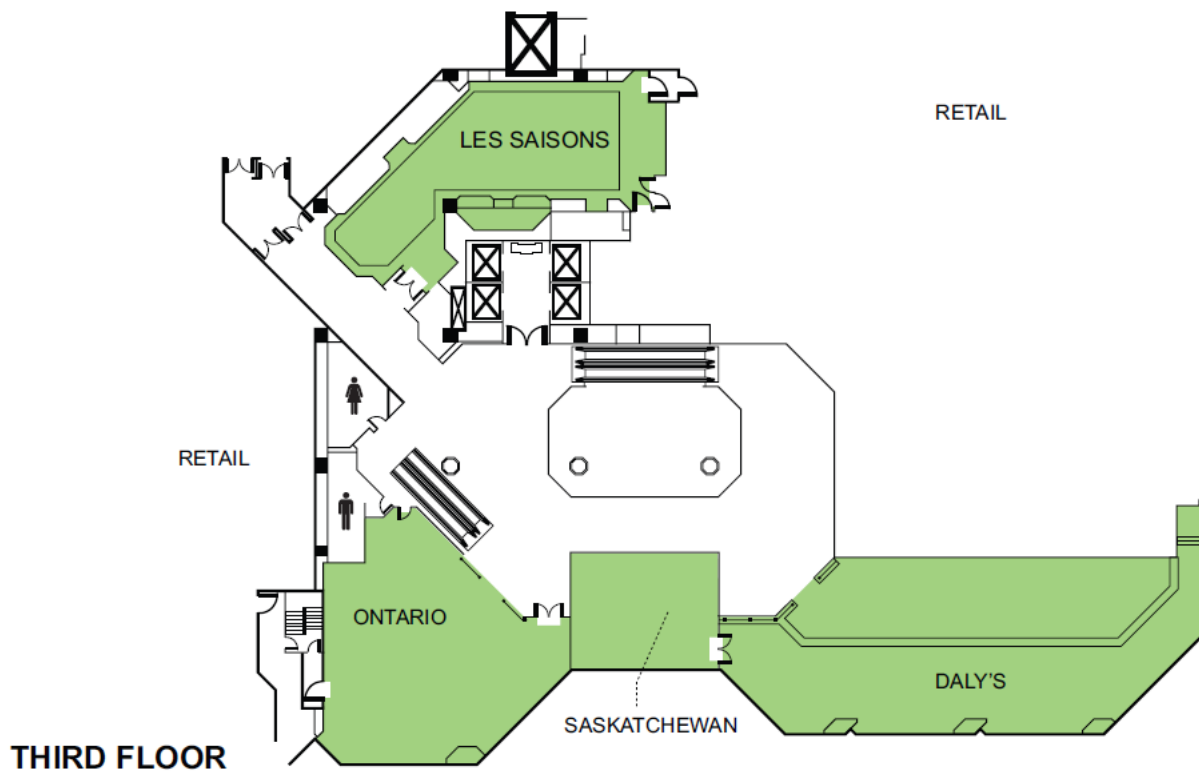 RETAIL
LES SAISONS
RETAIL
ONTARIO
DALY'S
SASKATCHEWAN
THIRD FLOOR